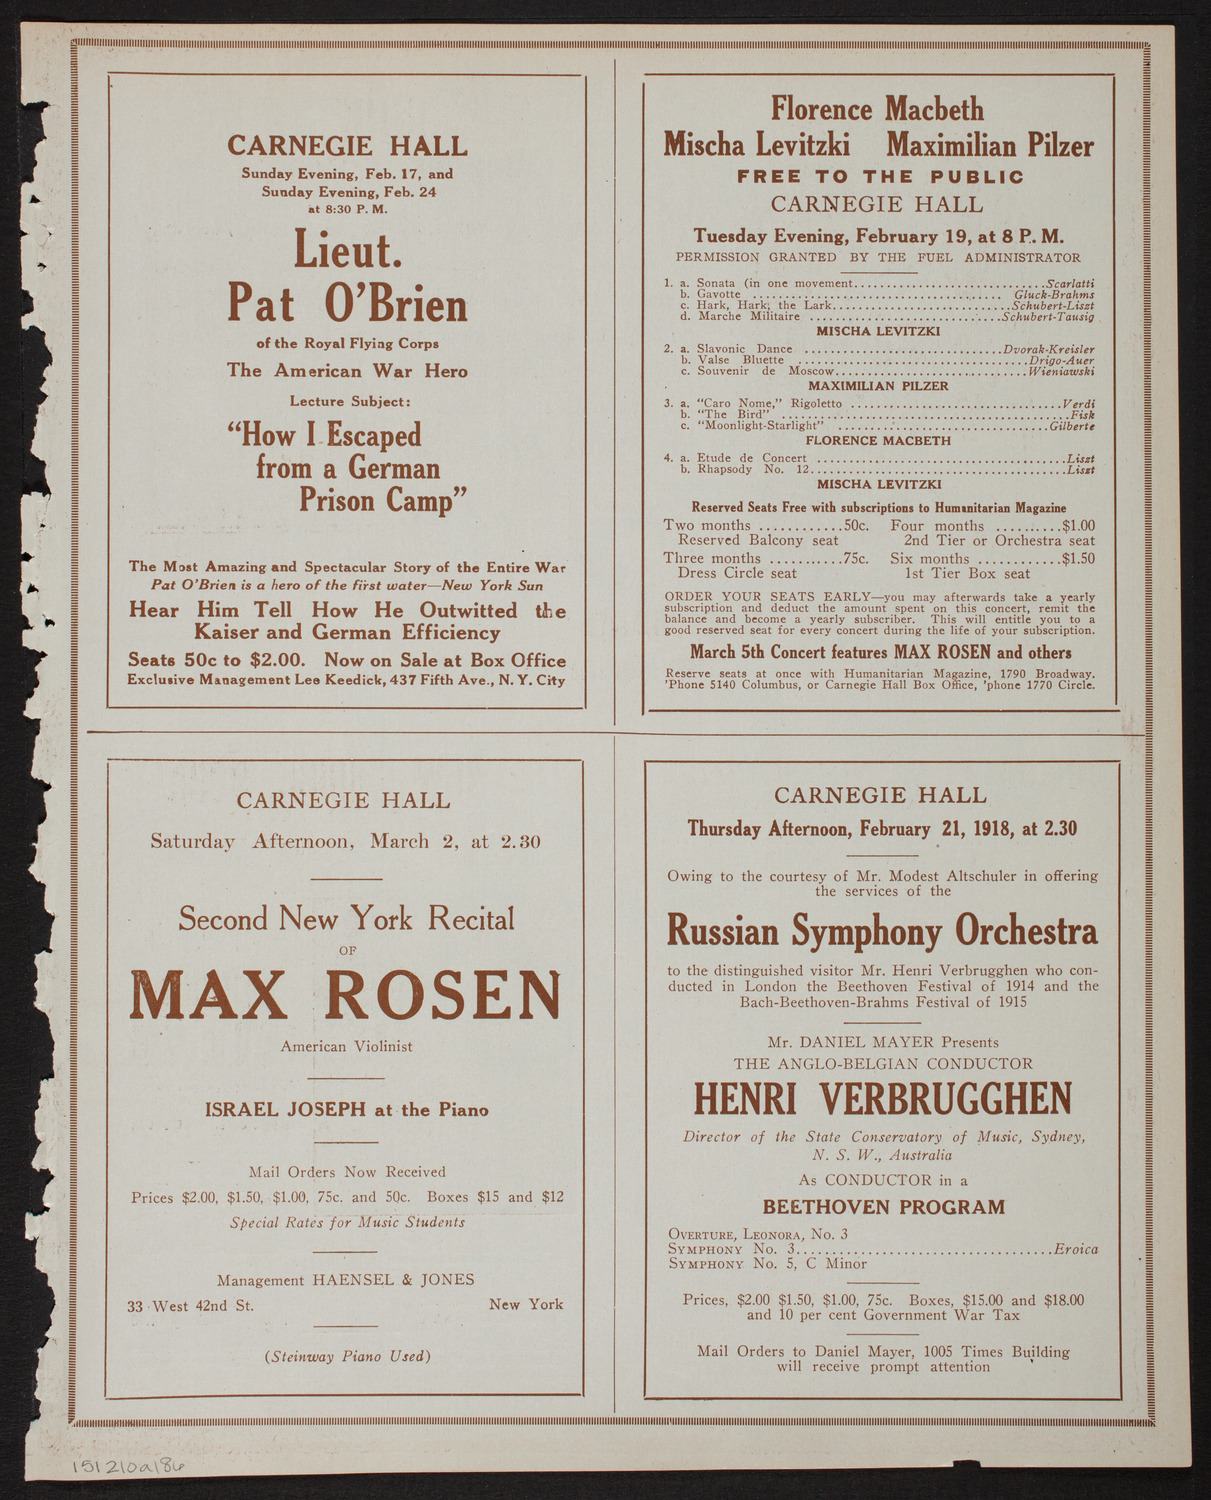 CARNEGIE HALL
Sunday Evening, Feb. 17, and
Sunday Evening, Feb. 24
at 8:30 P. M.
Lieut.
Pat O'Brien
of the Royal Flying Corps
The American War Hero
Lecture Subject:
"How I Escaped
from a German
Prison Camp"
The Most Amazing and Spectacular Story of the Entire War
Pat O'Brien is a hero of the first water—New York Sun
Hear Him Tell How He Outwitted the
Kaiser and German Efficiency
Seats 50c to $2.00. Now on Sale at Box Office
Exclusive Management Lee Keedick, 437 Fifth Ave., N. Y. City
Florence Macbeth
Mischa Levitzki Maximilian Pilzer
FREE TO THE PUBLIC
CARNEGIE HALL
Tuesday Evening, February 19, at 8 P. M.
PERMISSION GRANTED BY THE FUEL ADMINISTRATOR
1. a. Sonata (in one movement..............................Scarlatti
b. Gavotte ........................................ Gluck-Brahms
c. Hark, Hark, the Lark............................Schubert-Liszt
d. Marche Militaire ..............................Schubert-Tausig
MISCHA LEVITZKI
2. a. Slavonic Dance ..............................Dvorak-Kreisler
b. Valse Bluette ....................................Drigo-Auer
c. Souvenir de Moscow..............................Wieniawski
MAXIMILIAN PILZER
3. a. "Caro Nome," Rigoletto ................................Verdi
b. "The Bird" ..............................................Fisk
c. "Moonlight-Starlight" ................................Gilberte
FLORENCE MACBETH
4. a. Etude de Concert ......................................Liszt
b. Rhapsody No. 12........................................Liszt
MISCHA LEVITZKI
Reserved Seats Free with subscriptions to Humanitarian Magazine
Two months ............50c. Four months ..........$1.00
Reserved Balcony seat 2nd Tier or Orchestra seat
Three months ...........75c. Six months ............$1.50
Dress Circle seat 1st Tier Box seat
ORDER YOUR SEATS EARLY—you may afterwards take a yearly
subscription and deduct the amount spent on this concert, remit the
balance and become a yearly subscriber. This will entitle you to a
good reserved seat for every concert during the life of your subscription.
March 5th Concert features MAX ROSEN and others
Reserve seats at once with Humanitarian Magazine, 1790 Broadway.
'Phone 5140 Columbus, or Carnegie Hall Box Office, 'phone 1770 Circle.
CARNEGIE HALL
Saturday Afternoon, March 2, at 2.30
Second New York Recital
OF
MAX ROSEN
American Violinist
ISRAEL JOSEPH at the Piano
Mail Orders Now Received
Prices $2.00, $1.50, $1.00, 75c. and 50c. Boxes $15 and $12
Special Rates for Music Students
Management HAENSEL & JONES
33 West 42nd St. New York
(Steinway Piano Used)
CARNEGIE HALL
Thursday Afternoon, February 21, 1918, at 2.30
Owing to the courtesy of Mr. Modest Altschuler in offering
the services of the
Russian Symphony Orchestra
to the distinguished visitor Mr. Henri Verbrugghen who con-
ducted in London the Beethoven Festival of 1914 and the
Bach-Beethoven-Brahms Festival of 1915
Mr. DANIEL MAYER Presents
THE ANGLO-BELGIAN CONDUCTOR
HENRI VERBRUGGHEN
Director of the State Conservatory of Music, Sydney,
N. S. W., Australia
As CONDUCTOR in a
BEETHOVEN PROGRAM
OVERTURE, LEONORA, NO. 3
SYMPHONY NO. 3..................................Eroica
SYMPHONY NO. 5, C Minor
Prices, $2.00 $1.50, $1.00, 75c. Boxes, $15.00 and $18.00
and 10 per cent Government War Tax
Mail Orders to Daniel Mayer, 1005 Times Building
will receive prompt attention
151210a186